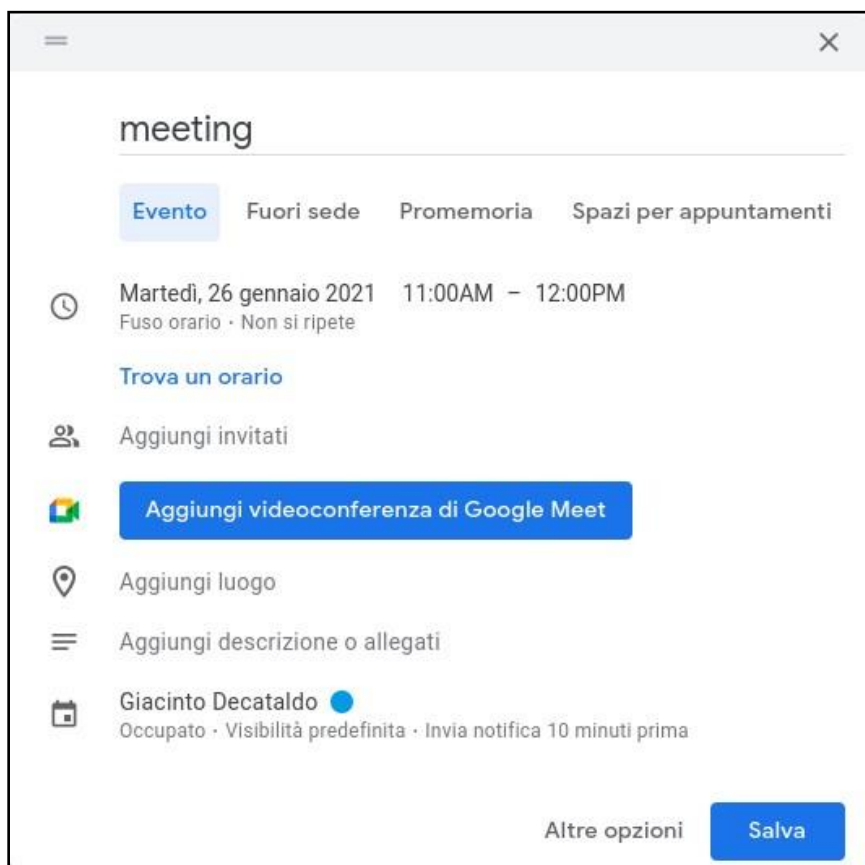 meeting
Evento Fuori sede Promemoria Spazi per appuntamenti
Martedì, 26 gennaio 2021 11:00AM – 12:00PM
Fuso orario · Non si ripete
Trova un orario
Aggiungi invitati
Aggiungi videoconferenza di Google Meet
Aggiungi luogo
Aggiungi descrizione o allegati
Giacinto Decataldo
Occupato · Visibilità predefinita · Invia notifica 10 minuti prima
Altre opzioni Salva